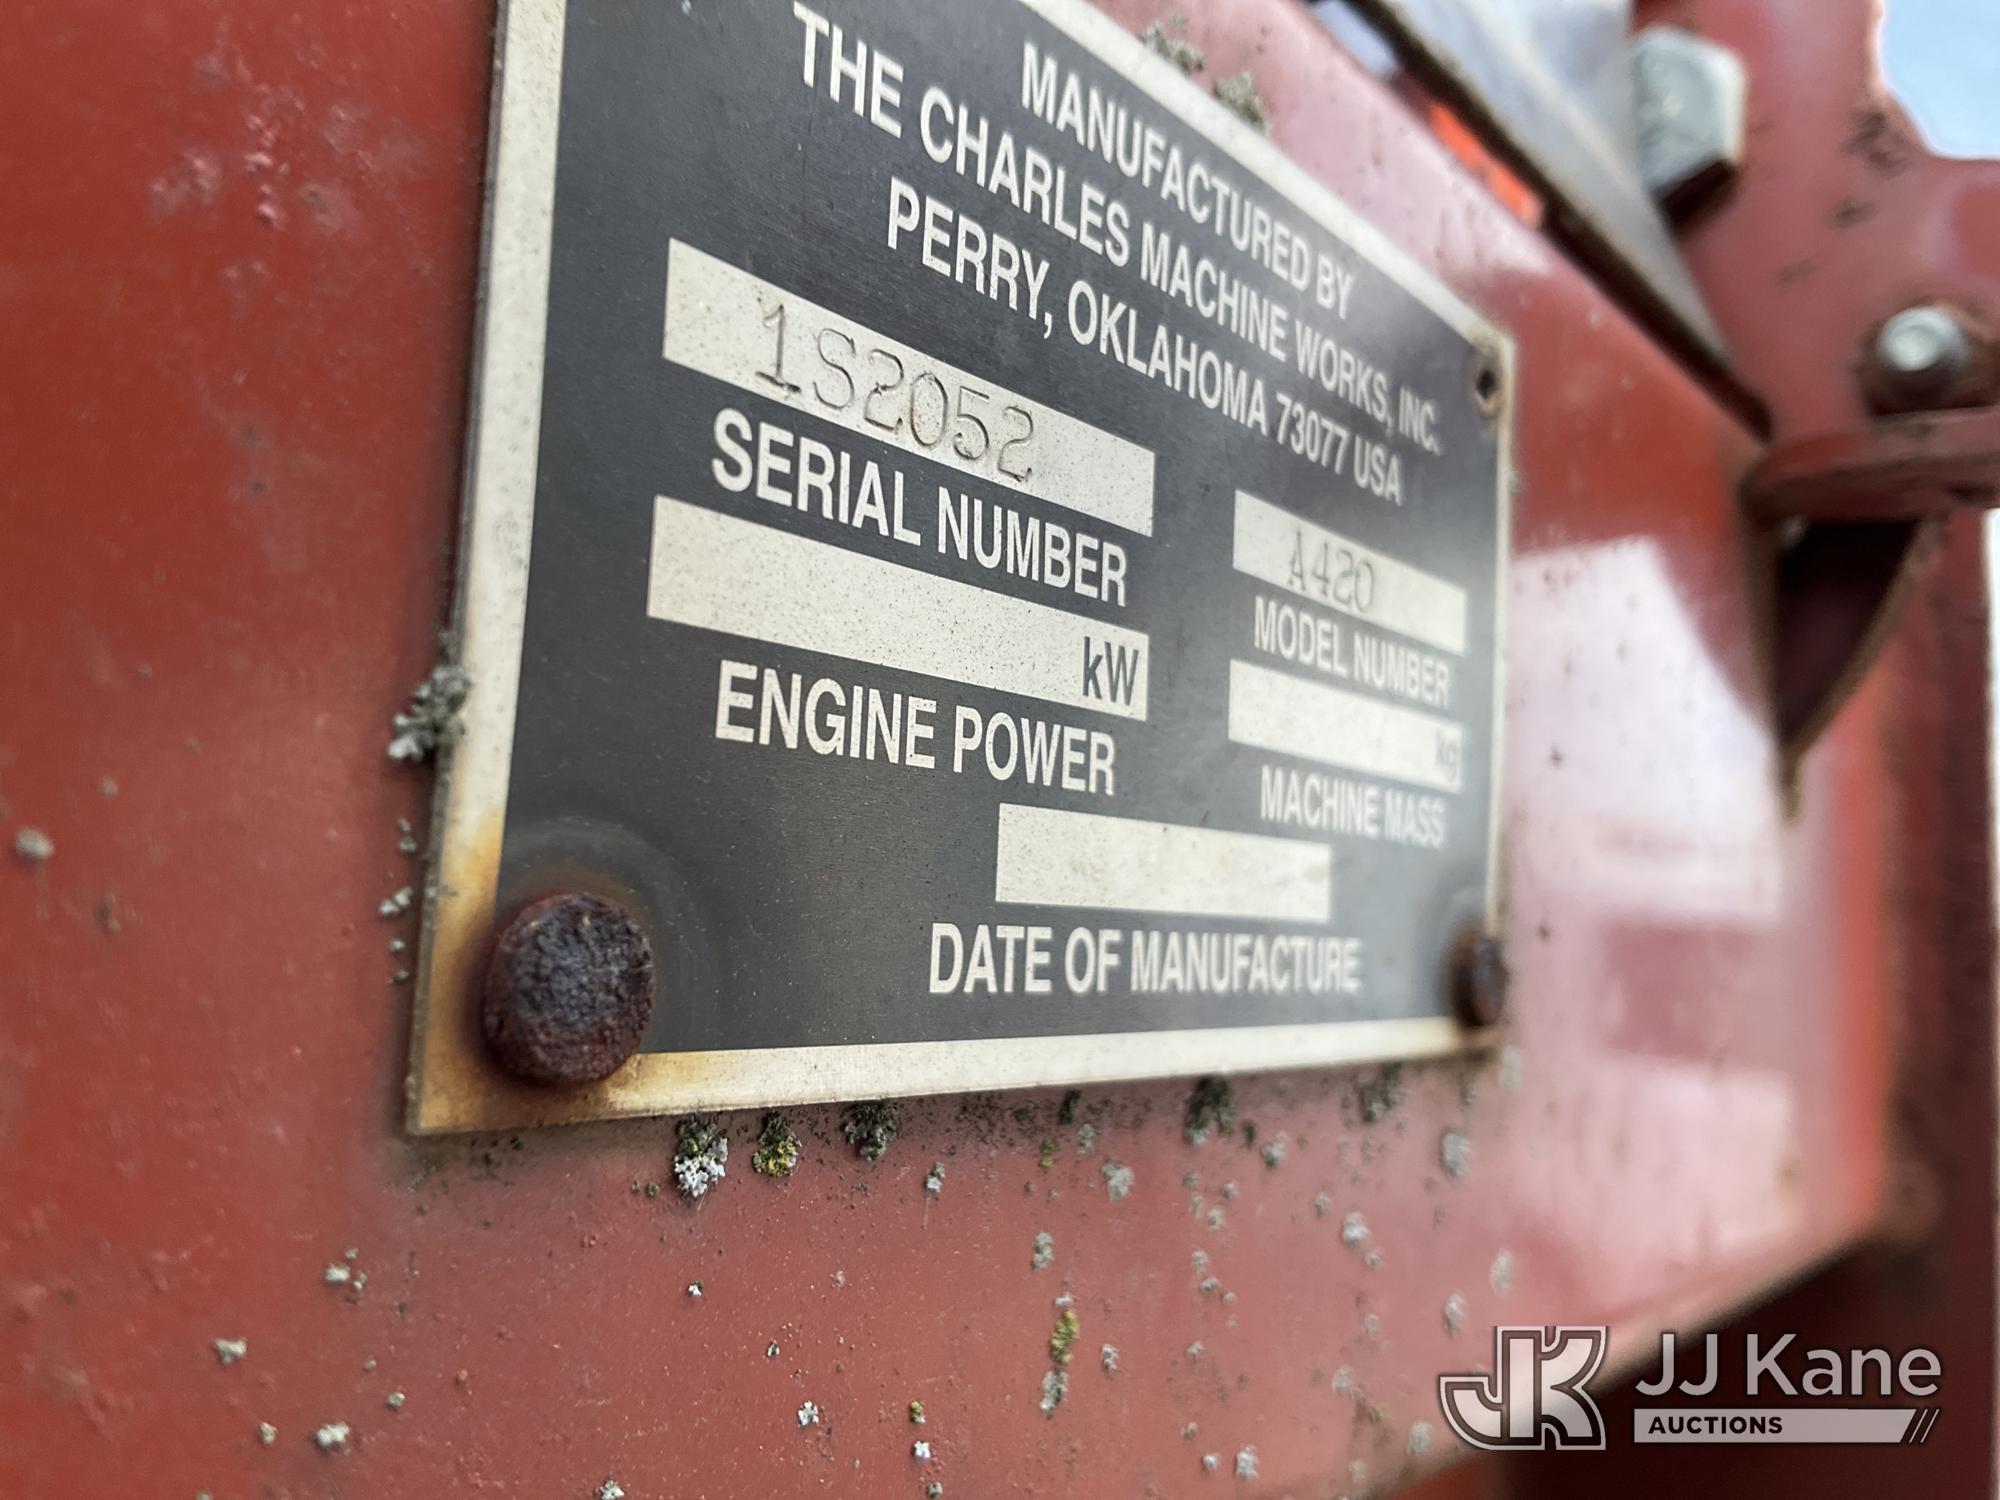 MANUFACTURED BY
THE CHARLES MACHINE WORKS, INC.
PERRY, OKLAHOMA 73077 USA
1S2052
SERIAL NUMBER
A420
MODEL NUMBER
kW
ENGINE POWER
kg
MACHINE MASS
DATE OF MANUFACTURE
JK JJ Kane
AUCTIONS